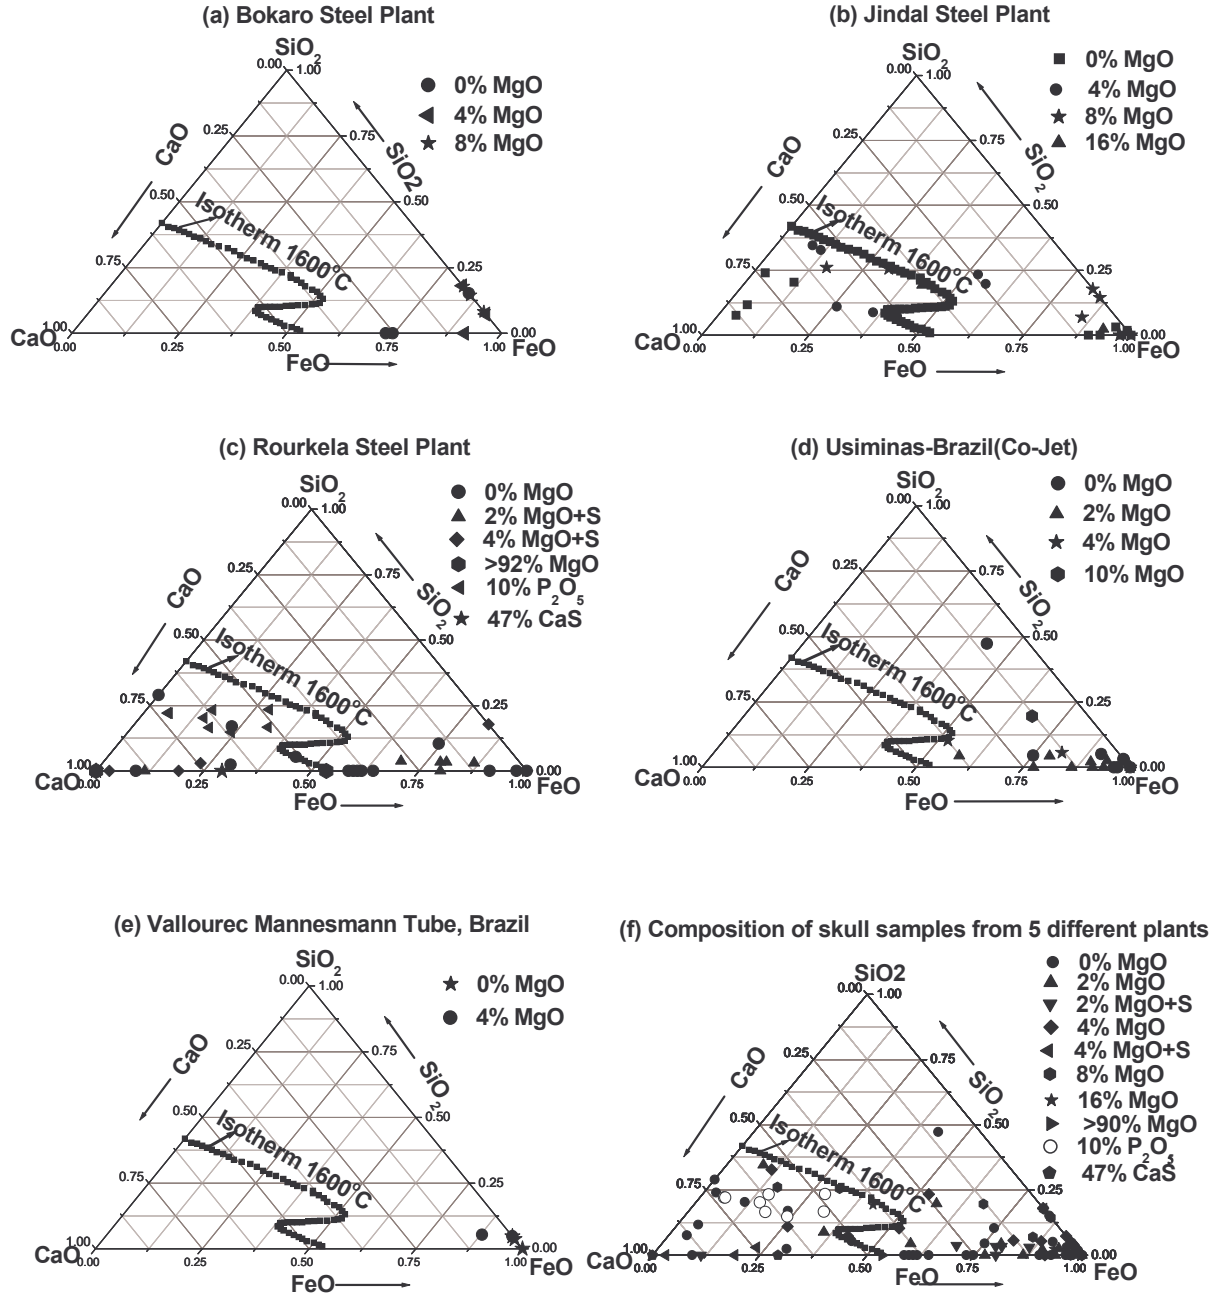 (a) Bokaro Steel Plant
SiO2
0.00 1.00
0% MgO
4% MgO
8% MgO
0.25 0.75
CaO
SiO2
0.50 0.50
Isotherm 1600°C
0.75 0.25
1.00 0.00
CaO FeO
0.00 0.25 0.50 0.75 1.00
FeO
(b) Jindal Steel Plant
SiO2
0.00 1.00
0% MgO
4% MgO
8% MgO
16% MgO
0.25 0.75
CaO
SiO2
0.50 0.50
Isotherm 1600°C
0.75 0.25
1.00 0.00
CaO FeO
0.00 0.25 0.50 0.75 1.00
FeO
(c) Rourkela Steel Plant
SiO2
0.00 1.00
0% MgO
2% MgO+S
4% MgO+S
>92% MgO
10% P2O5
47% CaS
0.25 0.75
CaO
SiO2
0.50 0.50
Isotherm 1600°C
0.75 0.25
1.00 0.00
CaO FeO
0.00 0.25 0.50 0.75 1.00
FeO
(d) Usiminas-Brazil(Co-Jet)
SiO2
0.00 1.00
0% MgO
2% MgO
4% MgO
10% MgO
0.25 0.75
CaO
SiO2
0.50 0.50
Isotherm 1600°C
0.75 0.25
1.00 0.00
CaO FeO
0.00 0.25 0.50 0.75 1.00
FeO
(e) Vallourec Mannesmann Tube, Brazil
SiO2
0.00 1.00
0% MgO
4% MgO
0.25 0.75
CaO
SiO2
0.50 0.50
Isotherm 1600°C
0.75 0.25
1.00 0.00
CaO FeO
0.00 0.25 0.50 0.75 1.00
FeO
(f) Composition of skull samples from 5 different plants
SiO2
0.00 1.00
0% MgO
2% MgO
2% MgO+S
4% MgO
4% MgO+S
8% MgO
16% MgO
>90% MgO
10% P2O5
47% CaS
0.25 0.75
CaO
SiO2
0.50 0.50
Isotherm 1600°C
0.75 0.25
1.00 0.00
CaO FeO
0.00 0.25 0.50 0.75 1.00
FeO